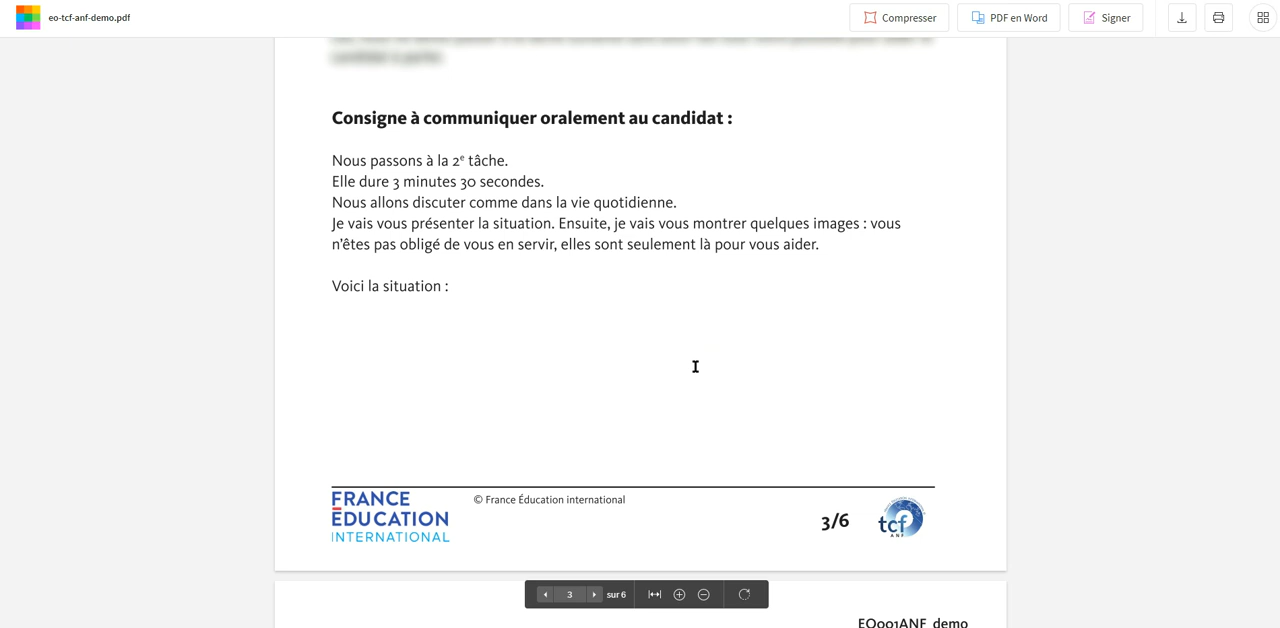 eo-tcf-anf-demo.pdf
Compresser
PDF en Word
Signer
Consigne à communiquer oralement au candidat :
Nous passons à la 2e tâche.
Elle dure 3 minutes 30 secondes.
Nous allons discuter comme dans la vie quotidienne.
Je vais vous présenter la situation. Ensuite, je vais vous montrer quelques images : vous
n'êtes pas obligé de vous en servir, elles sont seulement là pour vous aider.
Voici la situation :
FRANCE
ÉDUCATION
INTERNATIONAL
© France Éducation international
3/6
tcf
ANF
3 sur 6
EO001ANF_demo